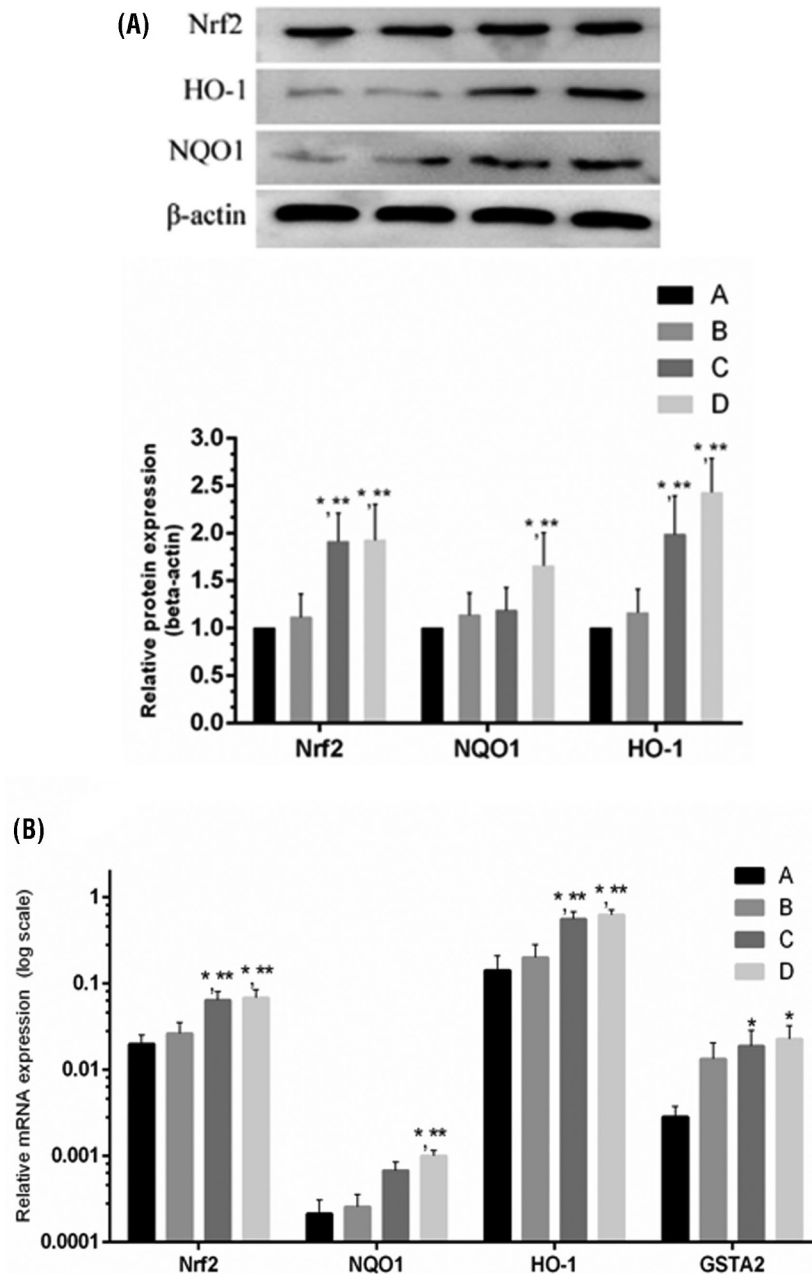 (A)
Nrf2
HO-1
NQO1
β-actin
A
B
C
D
Relative protein expression
(beta-actin)
3.0
2.5
2.0
1.5
1.0
0.5
0.0
*,** *,**
*,**
*,** *,**
Nrf2 NQO1 HO-1
(B)
Relative mRNA expression (log scale)
1
0.1
0.01
0.001
0.0001
A
B
C
D
*,** *,**
*,**
*,** *,**
* *
Nrf2 NQO1 HO-1 GSTA2